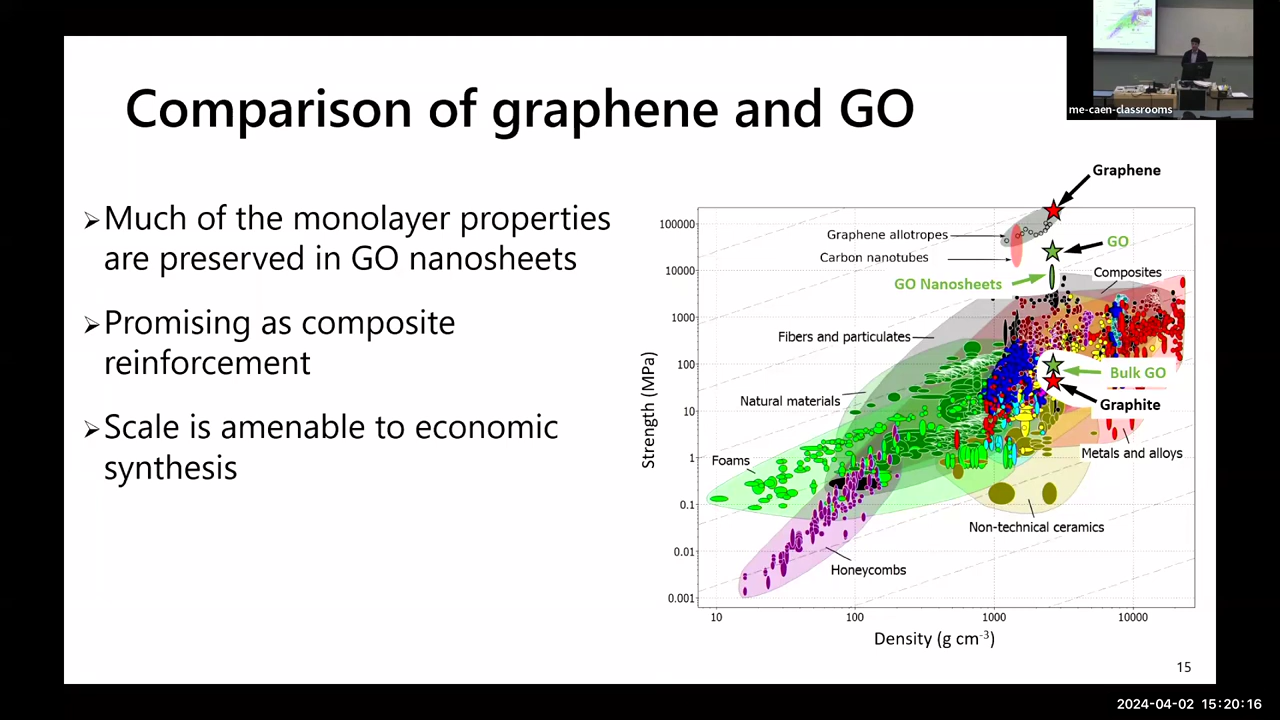 me-caen-classrooms
Comparison of graphene and GO
➢Much of the monolayer properties
are preserved in GO nanosheets
➢Promising as composite
reinforcement
➢Scale is amenable to economic
synthesis
Graphene
Graphene allotropes
GO
Carbon nanotubes
GO Nanosheets
Composites
Fibers and particulates
Bulk GO
Natural materials
Graphite
Foams
Metals and alloys
Non-technical ceramics
Honeycombs
Strength (MPa)
100000
10000
1000
100
10
1
0.1
0.01
0.001
10 100 1000 10000
Density (g cm-3)
15
2024-04-02 15:20:16